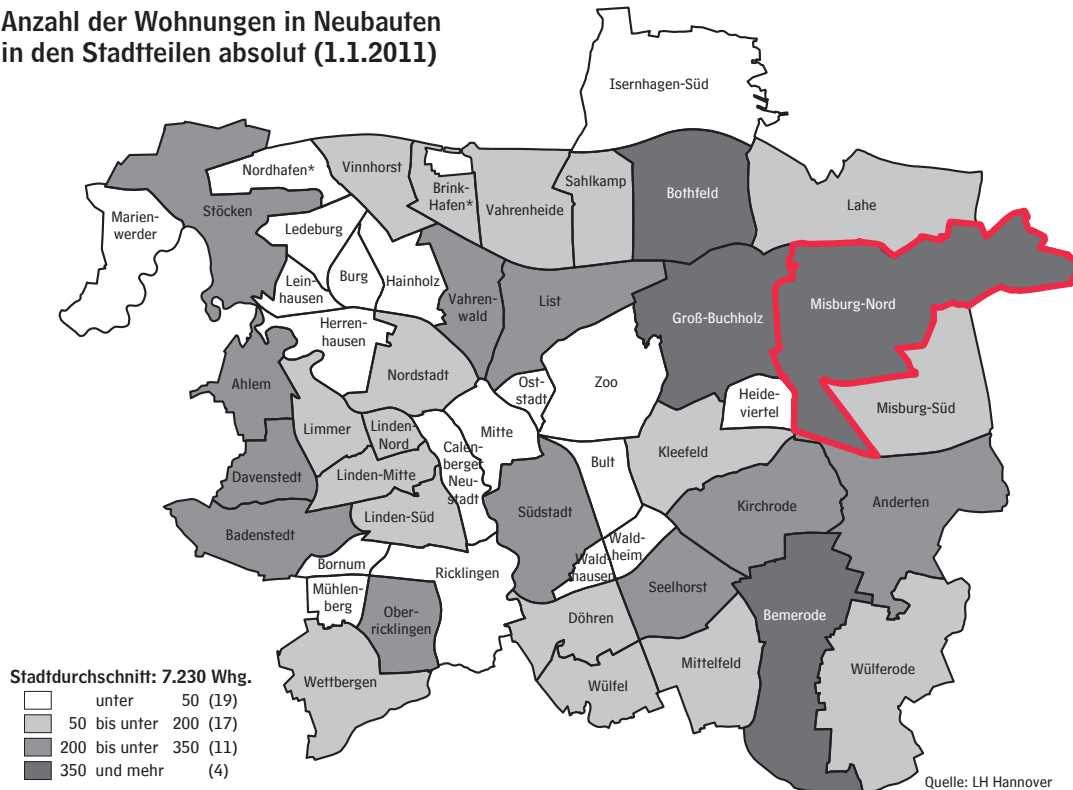 Anzahl der Wohnungen in Neubauten
in den Stadtteilen absolut (1.1.2011)
Isernhagen-Süd
Nordhafen*
Vinnhorst
Brink-
Hafen*
Vahrenheide
Sahlkamp
Bothfeld
Lahe
Marien-
werder
Stöcken
Ledeburg
Burg
Hainholz
Lein-
hausen
Vahren-
wald
List
Groß-Buchholz
Misburg-Nord
Herren-
hausen
Nordstadt
Ahlem
Ost-
stadt
Zoo
Heide-
viertel
Misburg-Süd
Limmer
Linden-
Nord
Calen-
berger
Neu-
stadt
Mitte
Bult
Kleefeld
Davenstedt
Linden-Mitte
Linden-Süd
Badenstedt
Südstadt
Kirchrode
Anderten
Wald-
heim
Wald-
hausen
Bornum
Ricklingen
Mühlen-
berg
Ober-
ricklingen
Seelhorst
Döhren
Bemerode
Wettbergen
Wülfel
Mittelfeld
Wülferode
Stadtdurchschnitt: 7.230 Whg.
unter 50 (19)
50 bis unter 200 (17)
200 bis unter 350 (11)
350 und mehr (4)
Quelle: LH Hannover